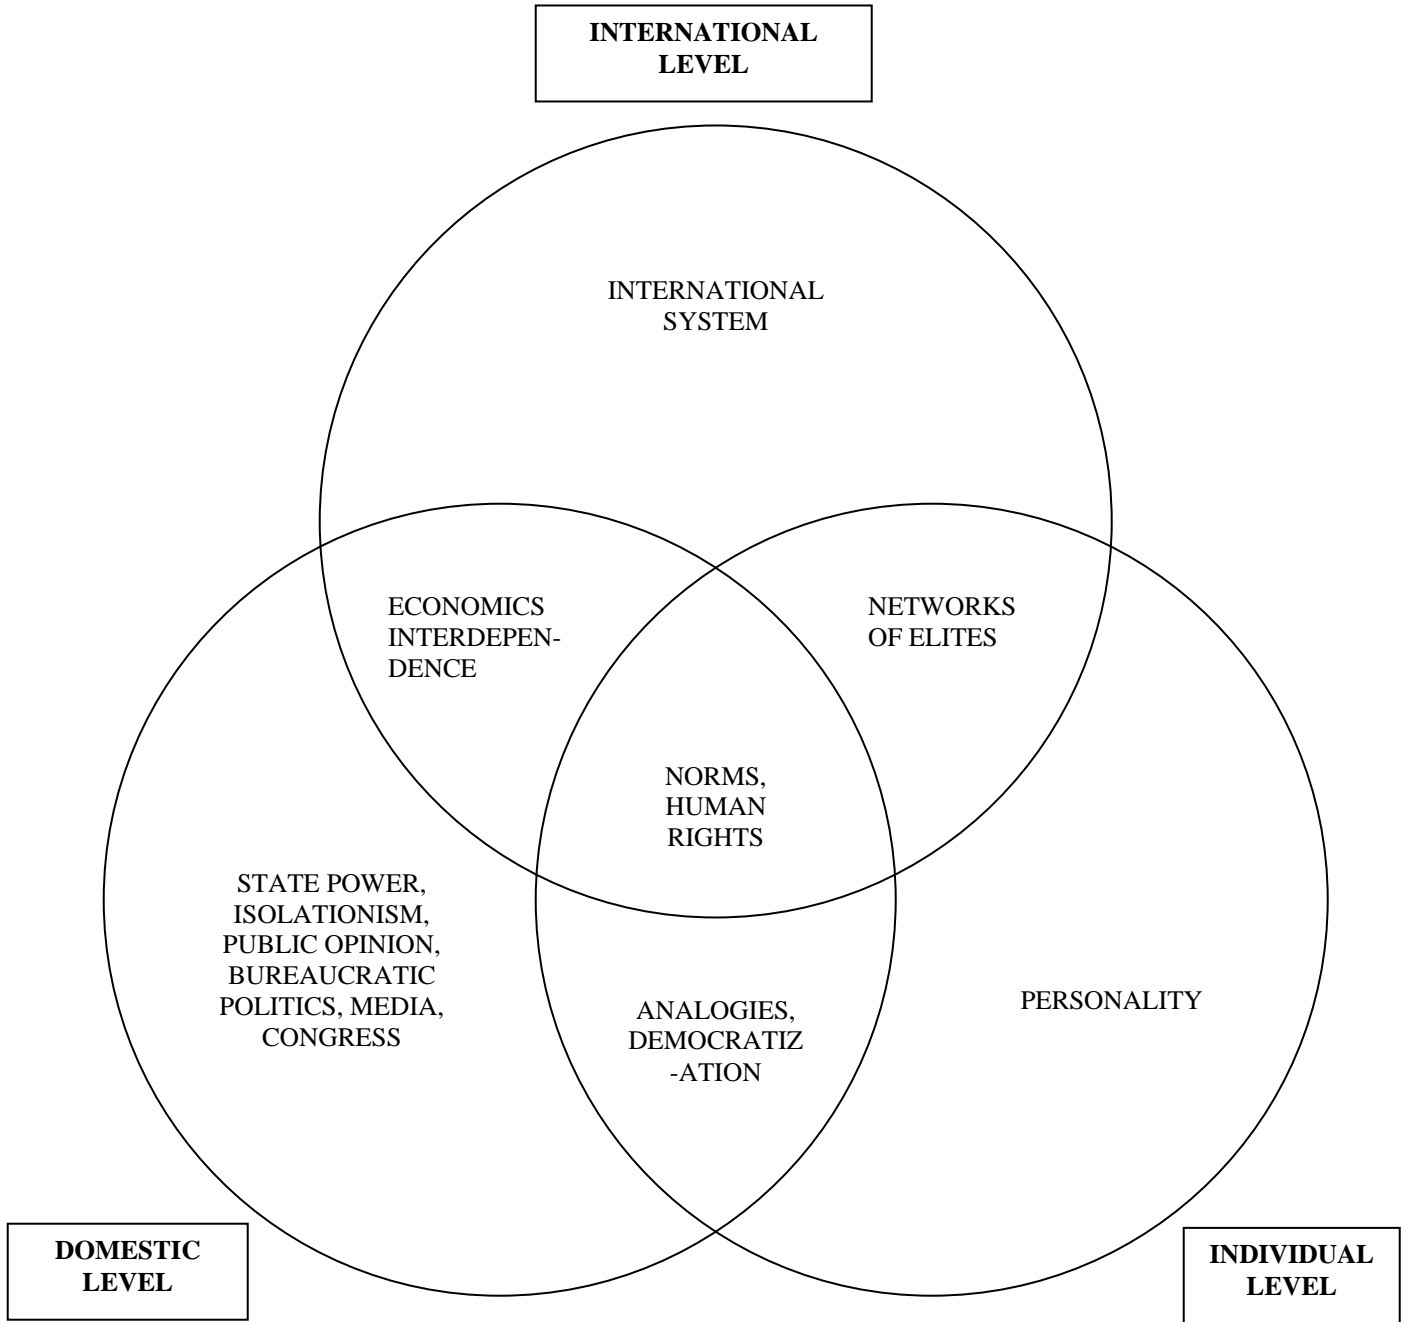 INTERNATIONAL
LEVEL
INTERNATIONAL
SYSTEM
ECONOMICS
INTERDEPEN-
DENCE
NETWORKS
OF ELITES
NORMS,
HUMAN
RIGHTS
STATE POWER,
ISOLATIONISM,
PUBLIC OPINION,
BUREAUCRATIC
POLITICS, MEDIA,
CONGRESS
ANALOGIES,
DEMOCRATIZ
-ATION
PERSONALITY
DOMESTIC
LEVEL
INDIVIDUAL
LEVEL